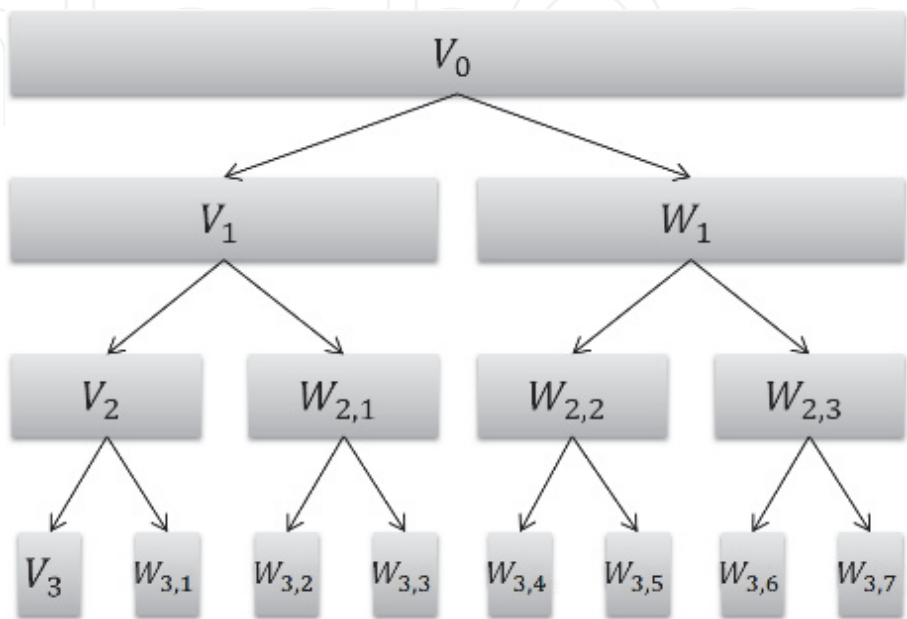 V₀
V₁ W₁
V₂ W₂,₁ W₂,₂ W₂,₃
V₃ W₃,₁ W₃,₂ W₃,₃ W₃,₄ W₃,₅ W₃,₆ W₃,₇